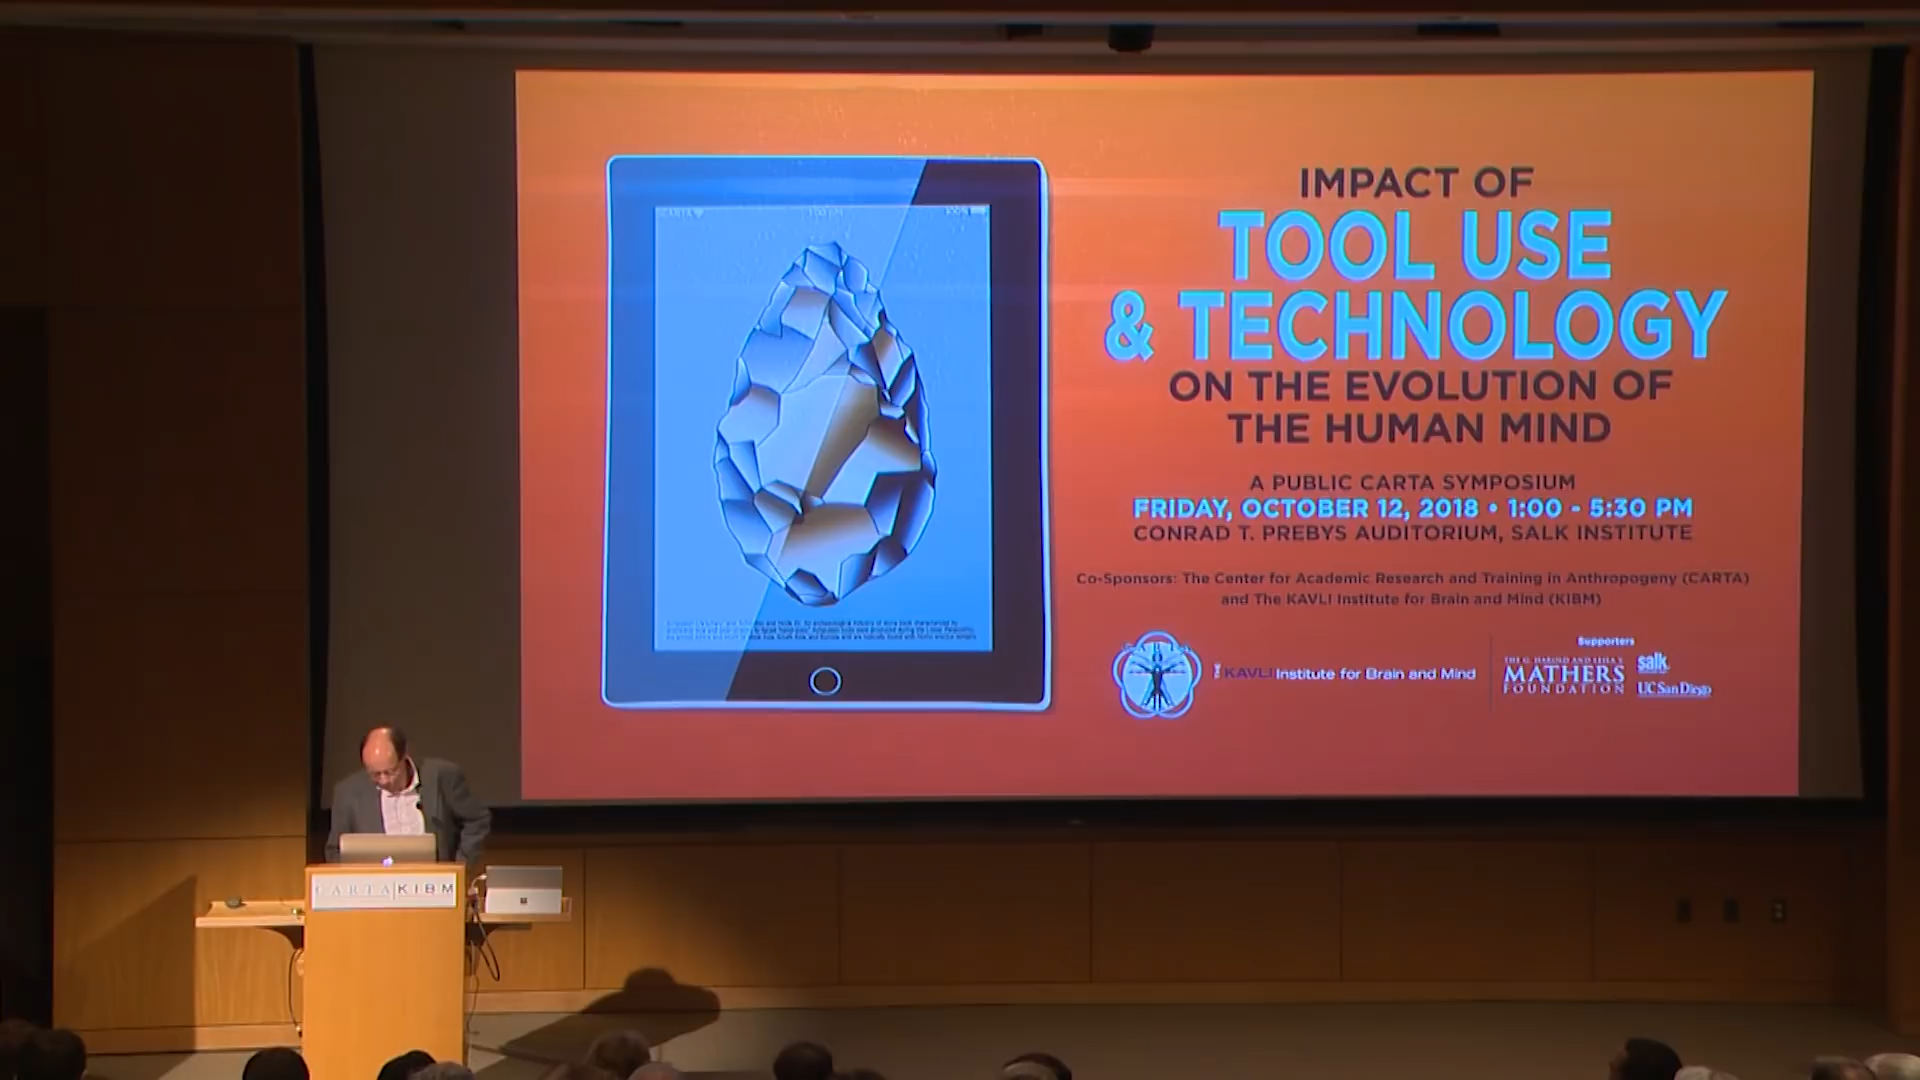 IMPACT OF
TOOL USE
& TECHNOLOGY
ON THE EVOLUTION OF
THE HUMAN MIND
A PUBLIC CARTA SYMPOSIUM
FRIDAY, OCTOBER 12, 2018 • 1:00 - 5:30 PM
CONRAD T. PREBYS AUDITORIUM, SALK INSTITUTE
Co-Sponsors: The Center for Academic Research and Training in Anthropogeny (CARTA)
and The KAVLI Institute for Brain and Mind (KIBM)
THE KAVLI Institute for Brain and Mind
Supporters
MATHERS
FOUNDATION
salk
UC San Diego
CARTA | KIBM